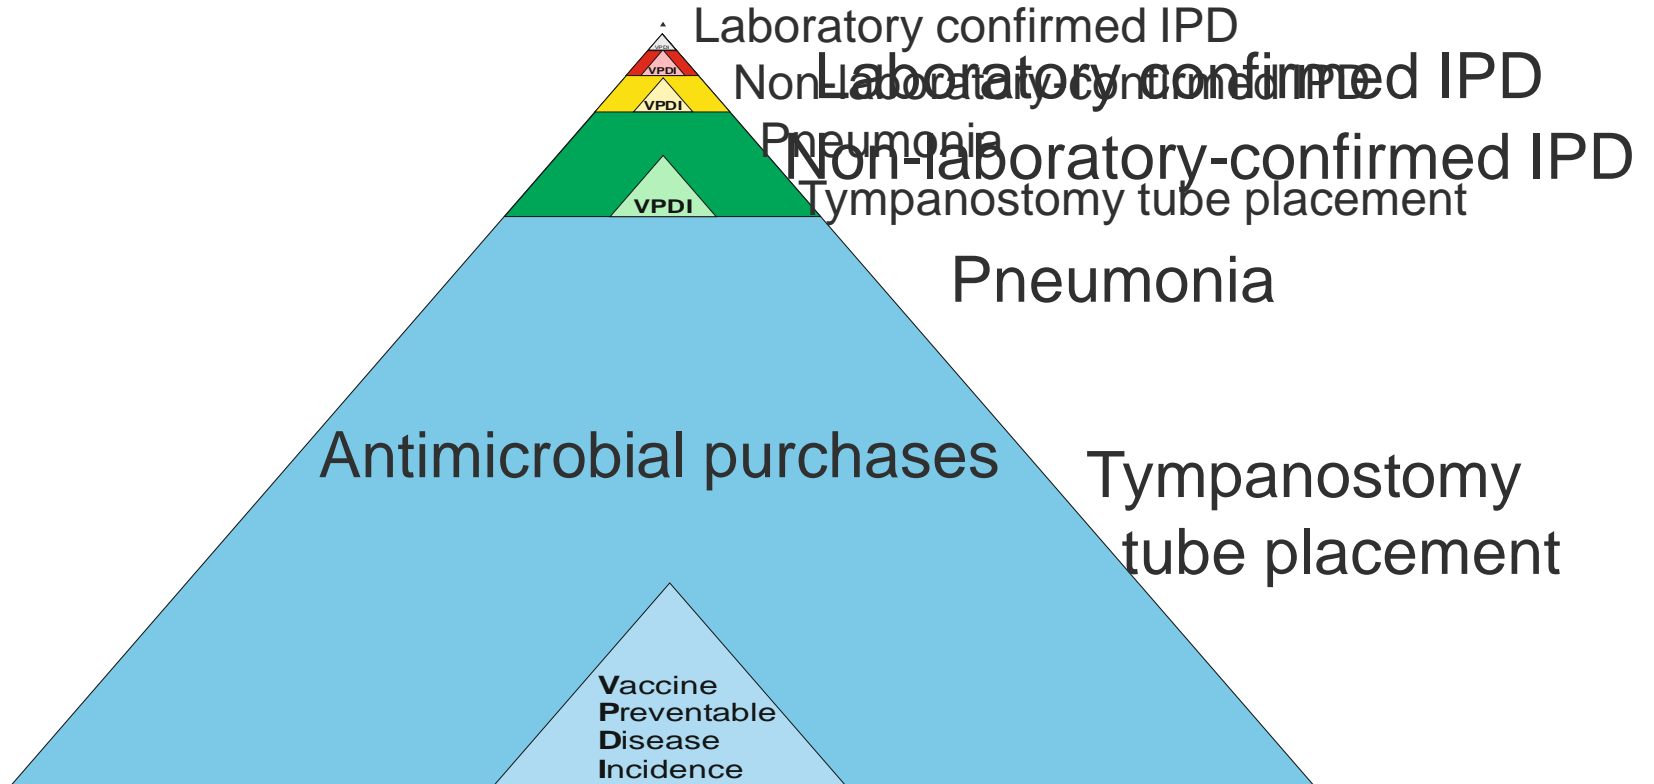 Laboratory confirmed IPD
VPDI
Laboratory confirmed IPD
VPDI
Non-Laboratory-confirmed IPD
VPDI
Pneumonia
Non-laboratory-confirmed IPD
Tympanostomy tube placement
VPDI
Pneumonia
Antimicrobial purchases
Tympanostomy
tube placement
Vaccine
Preventable
Disease
Incidence